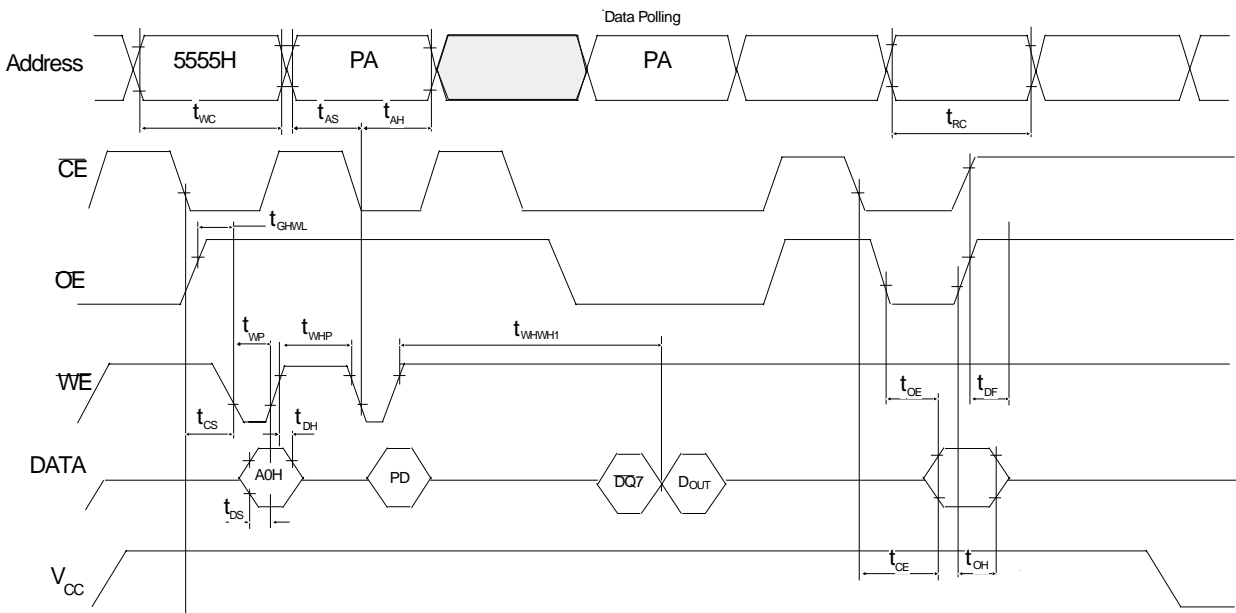 Data Polling
Address
5555H
PA
PA
tWC
tAS
tAH
tRC
CE
tGHWL
OE
tWP
tWHP
tWHWH1
WE
tOE
tDF
tCS
tDH
DATA
A0H
PD
DQ7
DOUT
tDS
tCE
tOH
VCC